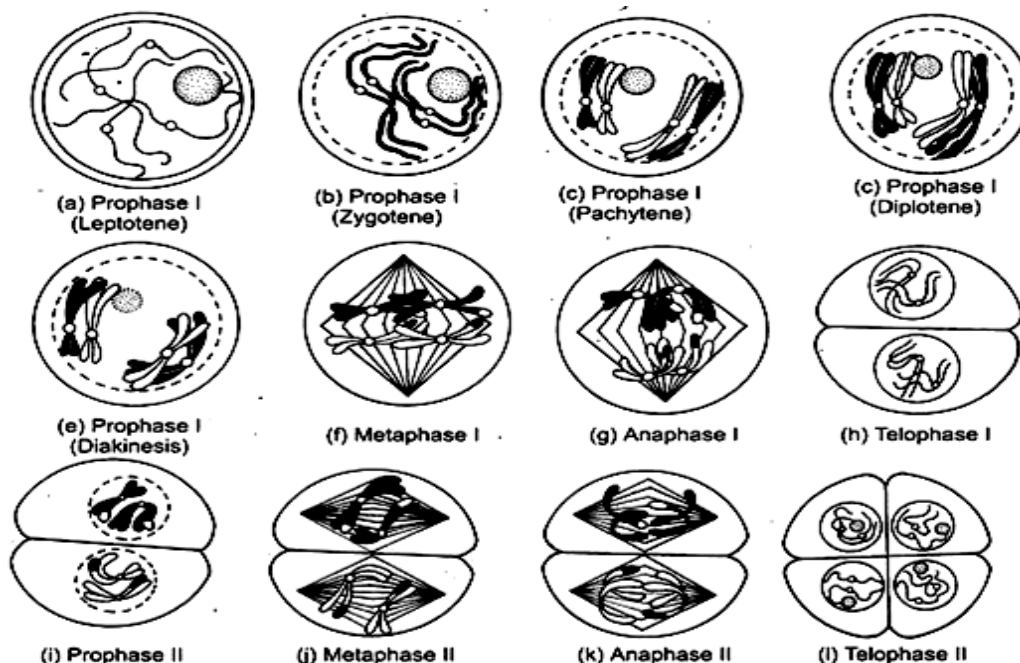 (a) Prophase I
(Leptotene)
(b) Prophase I
(Zygotene)
(c) Prophase I
(Pachytene)
(c) Prophase I
(Diplotene)
(e) Prophase I
(Diakinesis)
(f) Metaphase I
(g) Anaphase I
(h) Telophase I
(i) Prophase II
(j) Metaphase II
(k) Anaphase II
(l) Telophase II